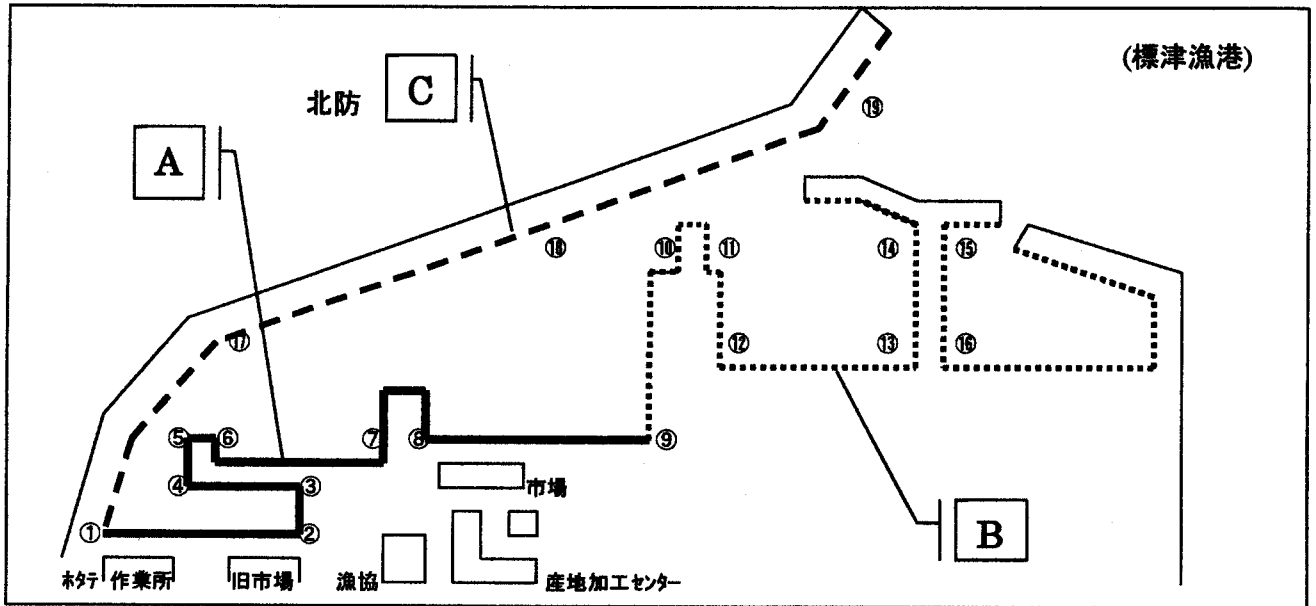 (標津漁港)
北防
C
A
⑲
⑱
⑩
⑪
⑭
⑮
⑰
⑫
⑬
⑯
⑤
⑥
⑦
⑧
⑨
④
③
市場
①
②
B
ホタテ 作業所
旧市場
漁協
産地加工センター